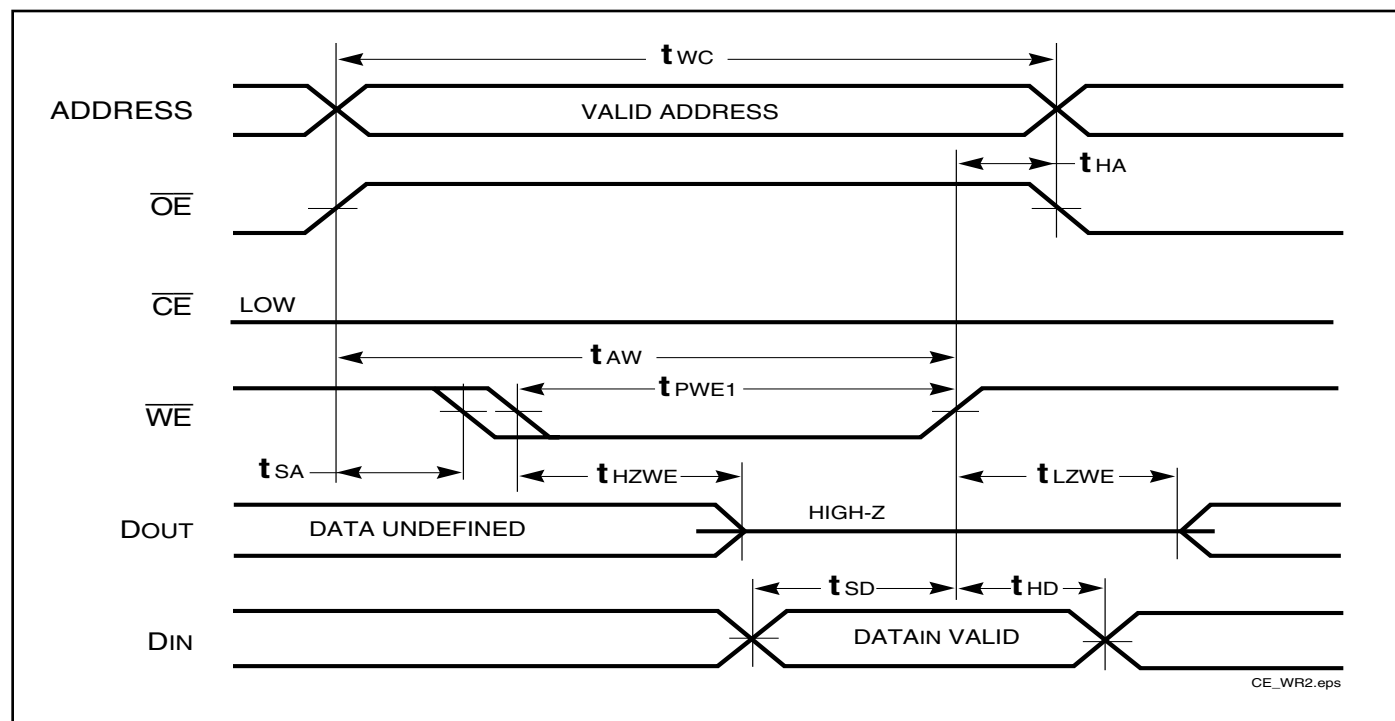 tWC
ADDRESS
VALID ADDRESS
tHA
OE
CE
LOW
tAW
tPWE1
WE
tSA
tHZWE
tLZWE
DOUT
DATA UNDEFINED
HIGH-Z
tSD
tHD
DIN
DATAIN VALID
CE_WR2.eps